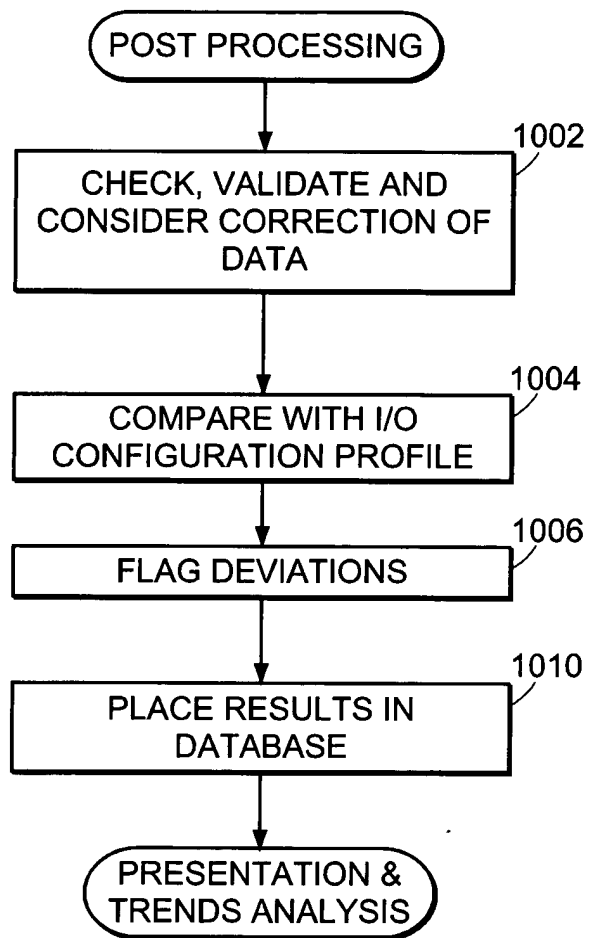 POST PROCESSING
1002
CHECK, VALIDATE AND
CONSIDER CORRECTION OF
DATA
1004
COMPARE WITH I/O
CONFIGURATION PROFILE
1006
FLAG DEVIATIONS
1010
PLACE RESULTS IN
DATABASE
PRESENTATION &
TRENDS ANALYSIS